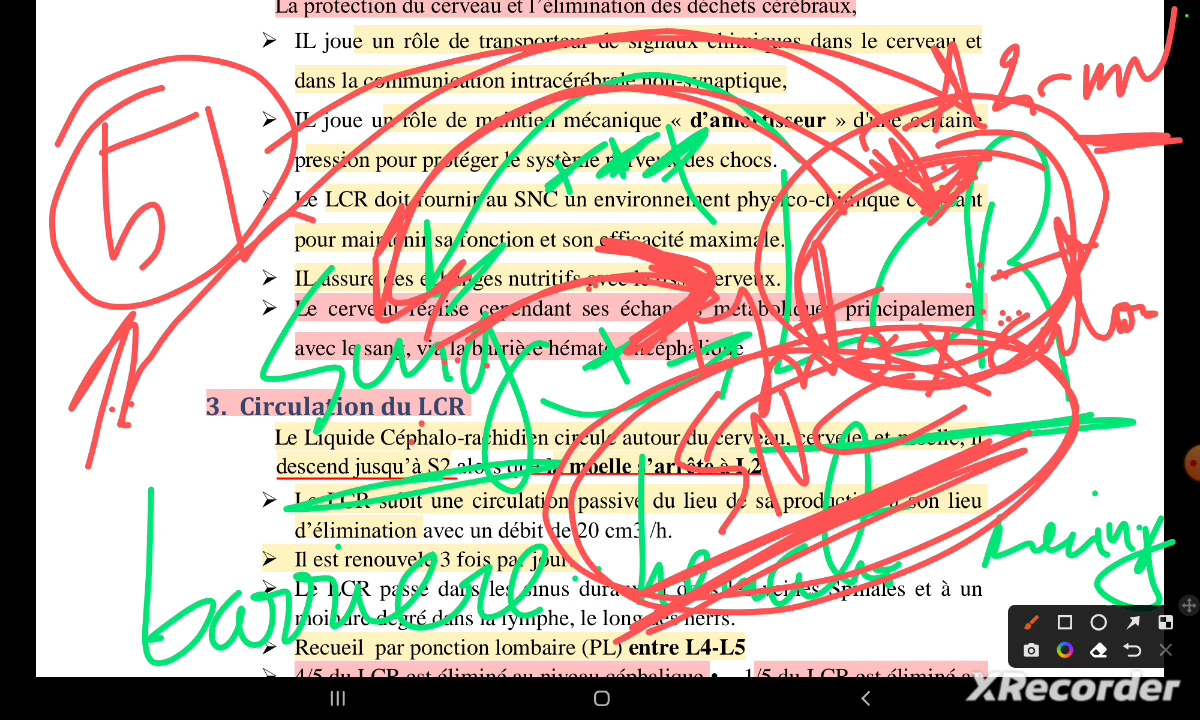 La protection du cerveau et l'élimination des déchets cérébraux,
➢ IL joue un rôle de transporteur de signaux chimiques dans le cerveau et
dans la communication intracérébrale non-synaptique,
➢ IL joue un rôle de maintien mécanique « d'amortisseur » d'une certaine
pression pour protéger le système nerveux des chocs.
➢ Le LCR doit fournir au SNC un environnement physico-chimique constant
pour maintenir sa fonction et son efficacité maximale.
➢ IL assure des échanges nutritifs avec le tissu nerveux.
➢ Le cerveau réalise cependant ses échanges métaboliques principalement
avec le sang, via la barrière hémato encéphalique
3. Circulation du LCR
Le Liquide Céphalo-rachidien circule autour du cerveau, cervelet et moelle, il
descend jusqu'à S2 alors que la moelle s'arrête à L2
➢ Le LCR subit une circulation passive du lieu de sa production à son lieu
d'élimination avec un débit de 20 cm3 /h.
➢ Il est renouvelé 3 fois par jour.
➢ Le LCR passe dans les sinus duraux et dans les veines Spinales et à un
moindre degré dans la lymphe, le long des nerfs.
➢ Recueil par ponction lombaire (PL) entre L4-L5
➢ 4/5 du LCR est éliminé au niveau céphalique • 1/5 du LCR est éliminé au
Sang
barrière
XRecorder